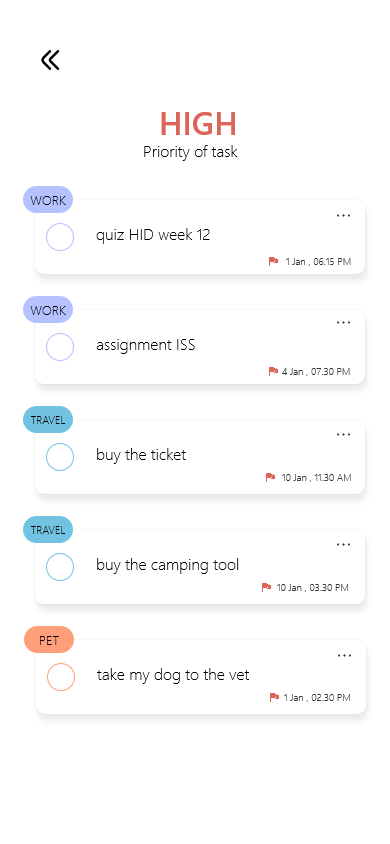 HIGH
Priority of task
WORK
quiz HID week 12
1 Jan , 06.15 PM
WORK
assignment ISS
4 Jan , 07.30 PM
TRAVEL
buy the ticket
10 Jan , 11.30 AM
TRAVEL
buy the camping tool
10 Jan , 03.30 PM
PET
take my dog to the vet
1 Jan , 02.30 PM